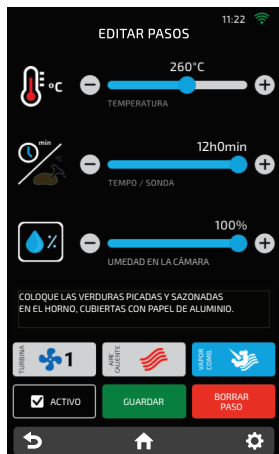 11:22
EDITAR PASOS
260°C
°C
TEMPERATURA
min
12h0min
°C
TEMPO / SONDA
100%
%
UMEDAD EN LA CÁMARA
COLOQUE LAS VERDURAS PICADAS Y SAZONADAS
EN EL HORNO, CUBIERTAS CON PAPEL DE ALUMINIO.
TURBINA
1
AIRE
CALIENTE
VAPOR
COMB.
ACTIVO
GUARDAR
BORRAR
PASO